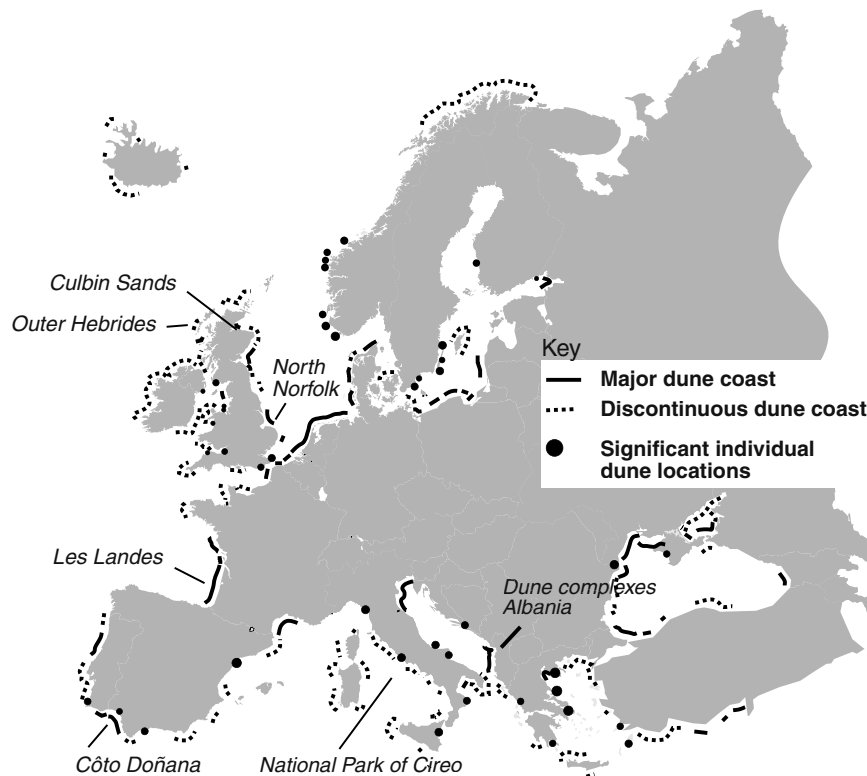 Culbin Sands
Outer Hebrides
North
Norfolk
Key
Major dune coast
Discontinuous dune coast
Significant individual
dune locations
Les Landes
Dune complexes
Albania
Côto Doñana
National Park of Cireo